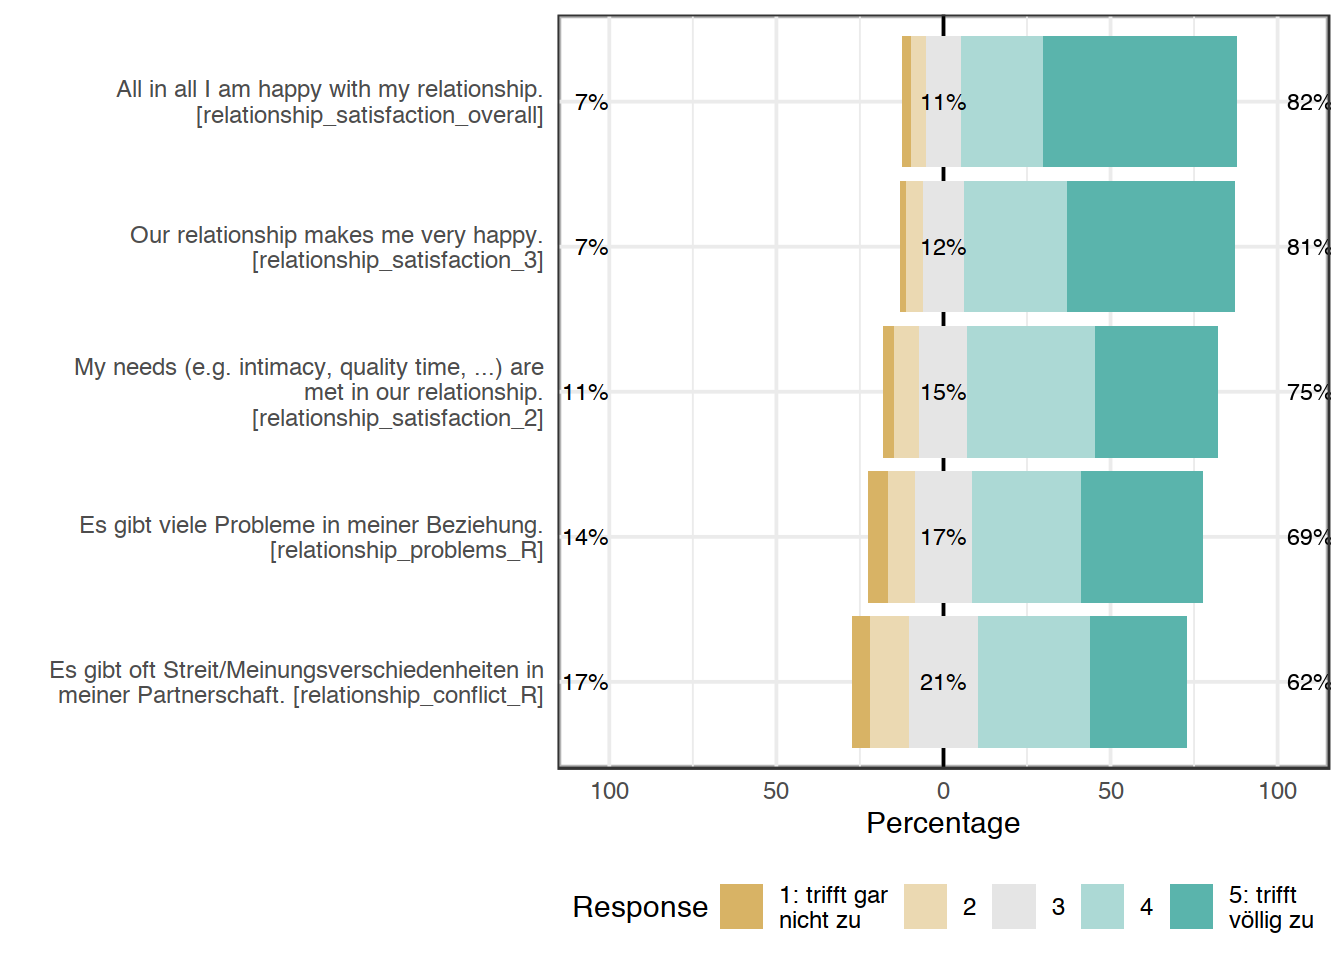 All in all I am happy with my relationship.
[relationship_satisfaction_overall]
7%
11%
82%
Our relationship makes me very happy.
[relationship_satisfaction_3]
7%
12%
81%
My needs (e.g. intimacy, quality time, ...) are
met in our relationship.
[relationship_satisfaction_2]
11%
15%
75%
Es gibt viele Probleme in meiner Beziehung.
[relationship_problems_R]
14%
17%
69%
Es gibt oft Streit/Meinungsverschiedenheiten in
meiner Partnerschaft. [relationship_conflict_R]
17%
21%
62%
100 50 0 50 100
Percentage
Response
1: trifft gar
nicht zu
2
3
4
5: trifft
völlig zu